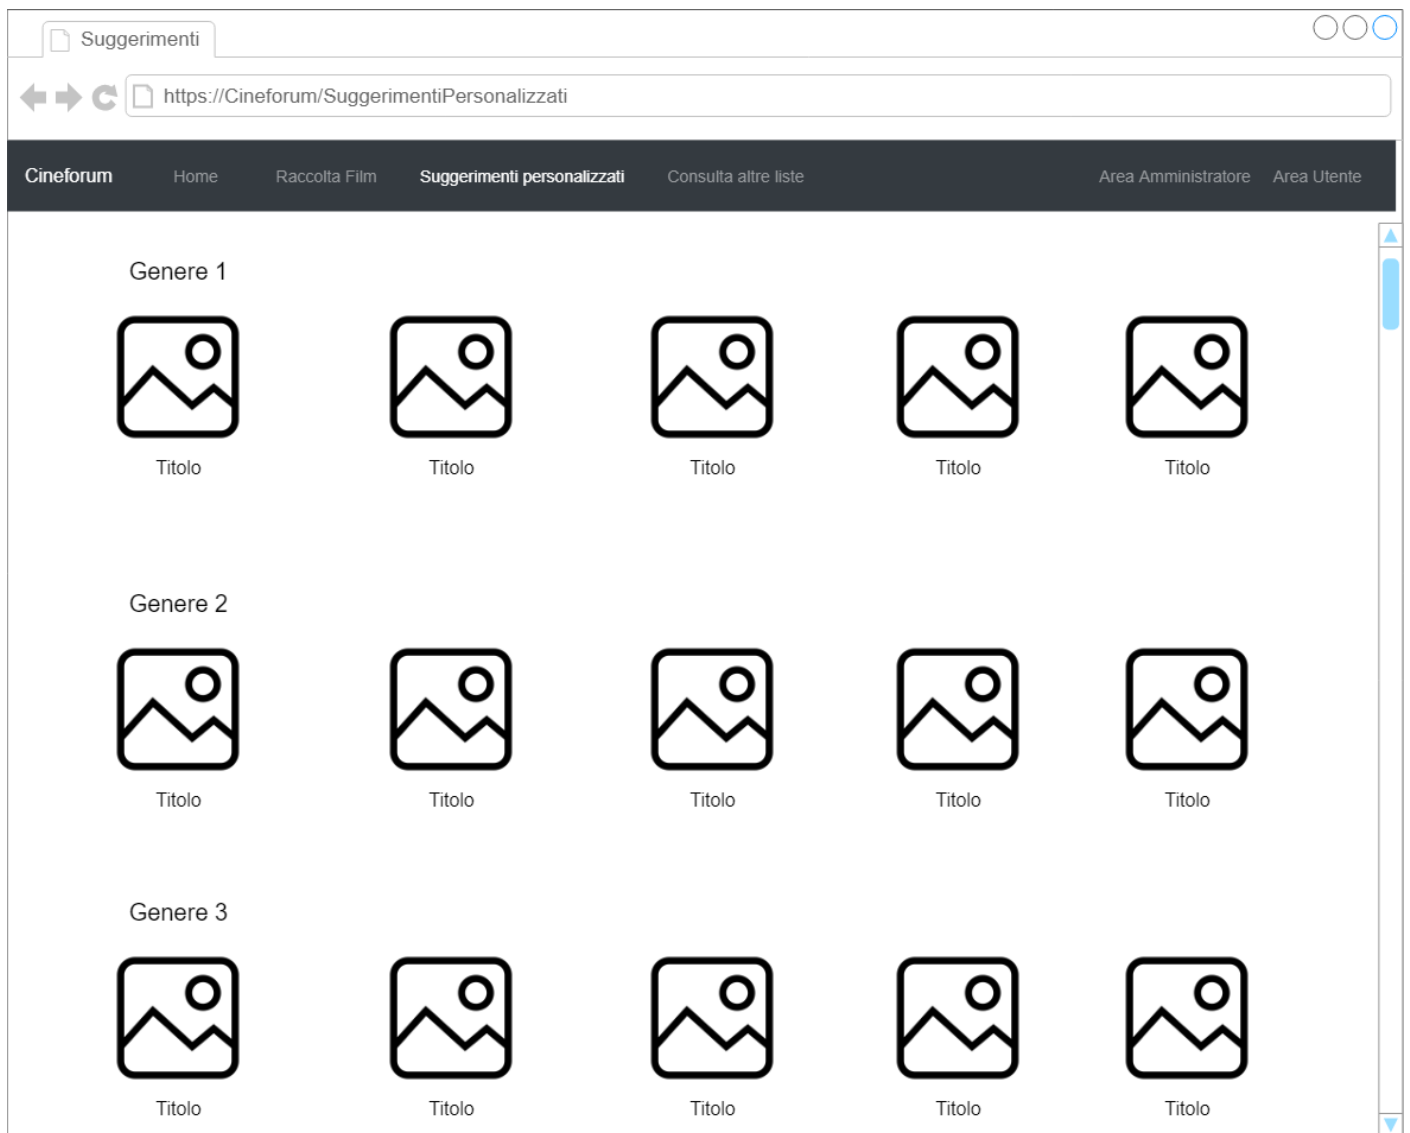 Suggerimenti
https://Cineforum/SuggerimentiPersonalizzati
Cineforum Home Raccolta Film Suggerimenti personalizzati Consulta altre liste Area Amministratore Area Utente
Genere 1
Titolo Titolo Titolo Titolo Titolo
Genere 2
Titolo Titolo Titolo Titolo Titolo
Genere 3
Titolo Titolo Titolo Titolo Titolo